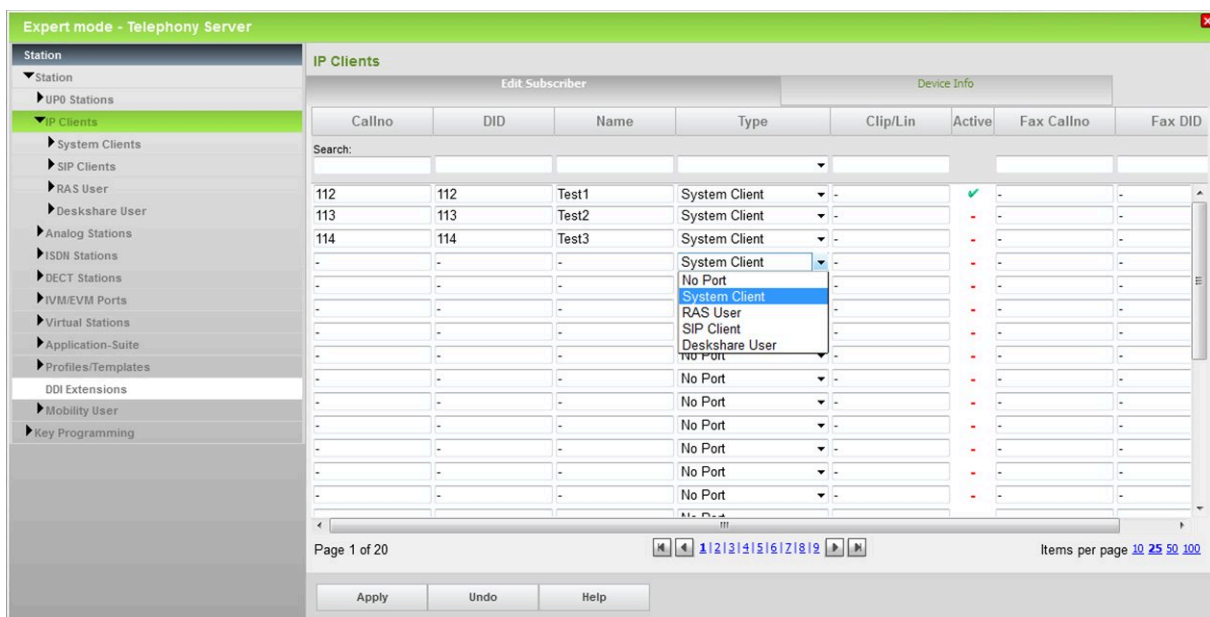 Expert mode - Telephony Server
Station
Station
UP0 Stations
IP Clients
System Clients
SIP Clients
RAS User
Deskshare User
Analog Stations
ISDN Stations
DECT Stations
IVM/EVM Ports
Virtual Stations
Application-Suite
Profiles/Templates
DDI Extensions
Mobility User
Key Programming
IP Clients
Edit Subscriber Device Info
Callno DID Name Type Clip/Lin Active Fax Callno Fax DID
Search:
112 112 Test1 System Client - - -
113 113 Test2 System Client - - - -
114 114 Test3 System Client - - - -
- - - System Client - - - -
No Port
System Client
RAS User
SIP Client
Deskshare User
- - - No Port - - - -
- - - No Port - - - -
- - - No Port - - - -
- - - No Port - - - -
- - - No Port - - - -
- - - No Port - - - -
- - - No Port - - - -
No Port
Page 1 of 20 1|2|3|4|5|6|7|8|9 Items per page 10 25 50 100
Apply Undo Help